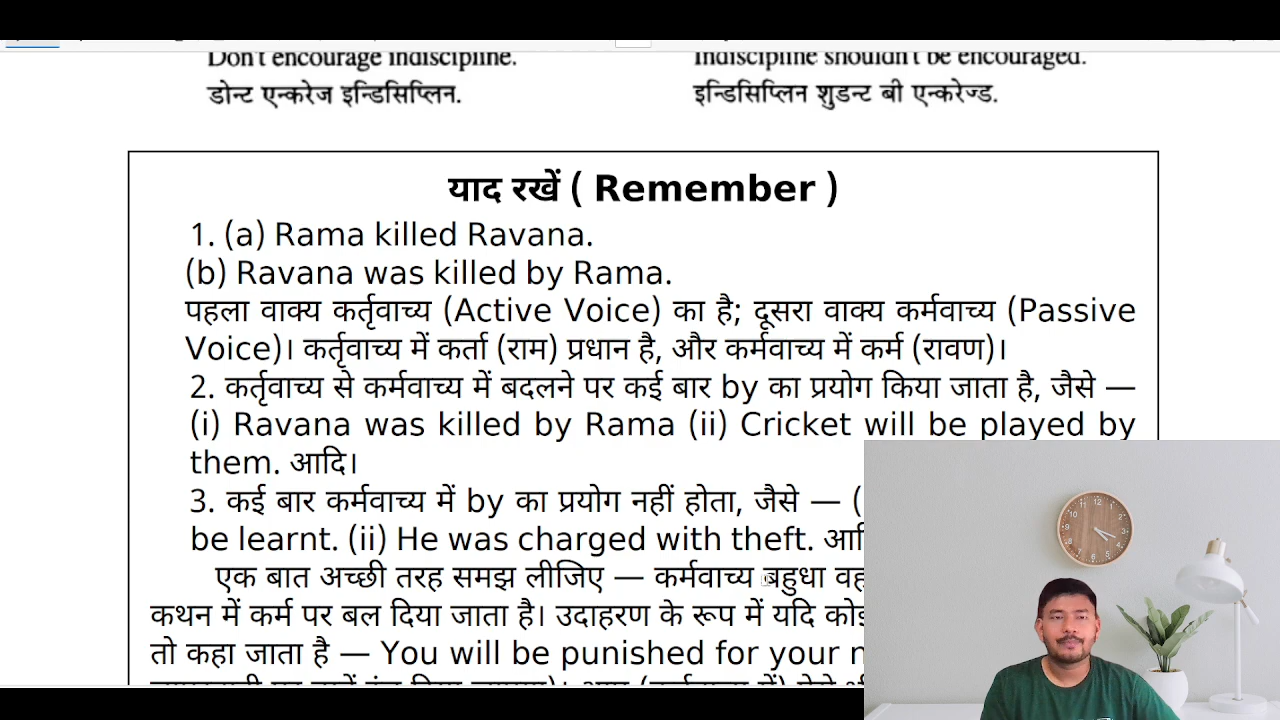 Don't encourage indiscipline.
Indiscipline shouldn't be encouraged.
डोन्ट एन्करेज इन्डिसिप्लिन.
इन्डिसिप्लिन शुडन्ट बी एन्करेज्ड.
याद रखें ( Remember )
1. (a) Rama killed Ravana.
(b) Ravana was killed by Rama.
पहला वाक्य कर्तृवाच्य (Active Voice) का है; दूसरा वाक्य कर्मवाच्य (Passive
Voice)। कर्तृवाच्य में कर्ता (राम) प्रधान है, और कर्मवाच्य में कर्म (रावण)।
2. कर्तृवाच्य से कर्मवाच्य में बदलने पर कई बार by का प्रयोग किया जाता है, जैसे —
(i) Ravana was killed by Rama (ii) Cricket will be played by
them. आदि।
3. कई बार कर्मवाच्य में by का प्रयोग नहीं होता, जैसे — (
be learnt. (ii) He was charged with theft.
एक बात अच्छी तरह समझ लीजिए — कर्मवाच्य बहुधा
कथन में कर्म पर बल दिया जाता है। उदाहरण के रूप में यदि
तो कहा जाता है — You will be punished for your